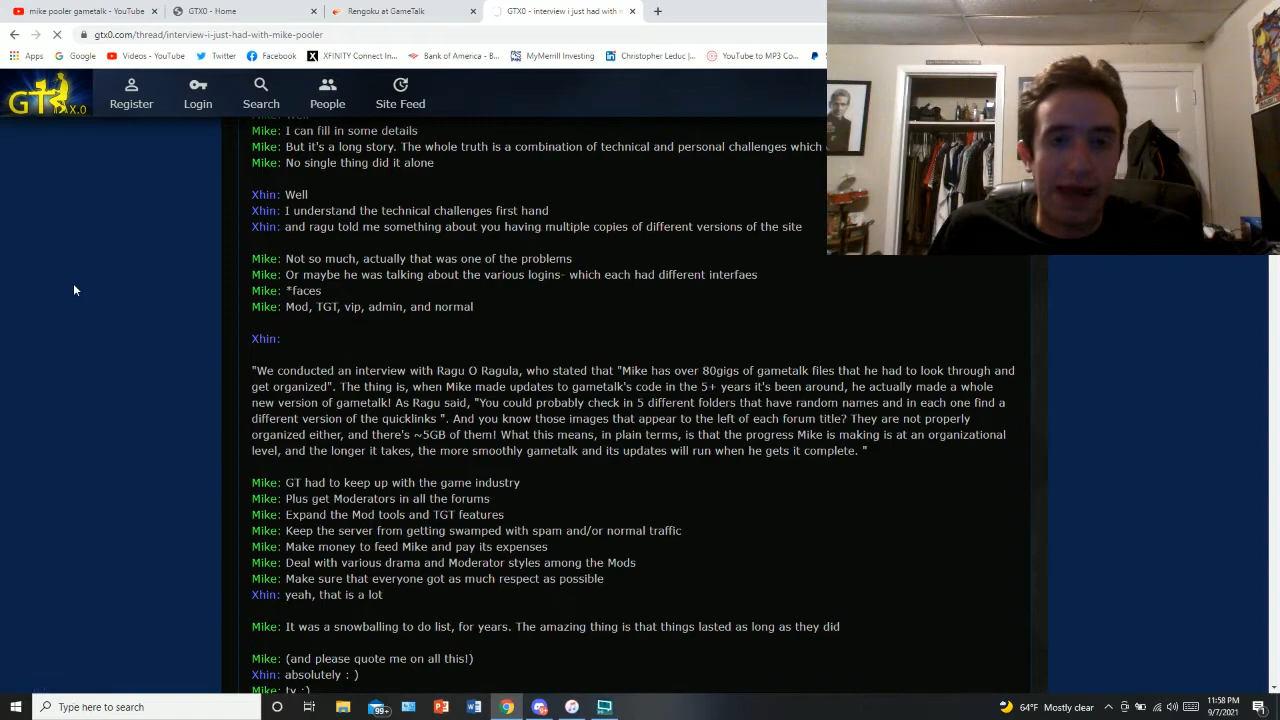 mike pooler gametalk - YouTube
GTX0 - Home
Rengoku at GameTalk
GTX0 - interview i just had with m
gtx0.com/thread/interview-i-just-had-with-mike-pooler
Apps
Google
Videos - YouTube
Twitter
Facebook
XFINITY Connect In...
Bank of America - B...
MyMerrill Investing
Christopher Leduc |...
YouTube to MP3 Co...
GTX.0
Register
Login
Search
People
Site Feed
Mike: Well
Mike: I can fill in some details
Mike: But it's a long story. The whole truth is a combination of technical and personal challenges which
Mike: No single thing did it alone
Xhin: Well
Xhin: I understand the technical challenges first hand
Xhin: and ragu told me something about you having multiple copies of different versions of the site
Mike: Not so much, actually that was one of the problems
Mike: Or maybe he was talking about the various logins- which each had different interfaes
Mike: *faces
Mike: Mod, TGT, vip, admin, and normal
Xhin:
"We conducted an interview with Ragu O Ragula, who stated that "Mike has over 80gigs of gametalk files that he had to look through and
get organized". The thing is, when Mike made updates to gametalk's code in the 5+ years it's been around, he actually made a whole
new version of gametalk! As Ragu said, "You could probably check in 5 different folders that have random names and in each one find a
different version of the quicklinks ". And you know those images that appear to the left of each forum title? They are not properly
organized either, and there's ~5GB of them! What this means, in plain terms, is that the progress Mike is making is at an organizational
level, and the longer it takes, the more smoothly gametalk and its updates will run when he gets it complete. "
Mike: GT had to keep up with the game industry
Mike: Plus get Moderators in all the forums
Mike: Expand the Mod tools and TGT features
Mike: Keep the server from getting swamped with spam and/or normal traffic
Mike: Make money to feed Mike and pay its expenses
Mike: Deal with various drama and Moderator styles among the Mods
Mike: Make sure that everyone got as much respect as possible
Xhin: yeah, that is a lot
Mike: It was a snowballing to do list, for years. The amazing thing is that things lasted as long as they did
Mike: (and please quote me on all this!)
Xhin: absolutely : )
Mike: ty :)
Type here to search
99+
64°F Mostly clear
11:58 PM
9/7/2021